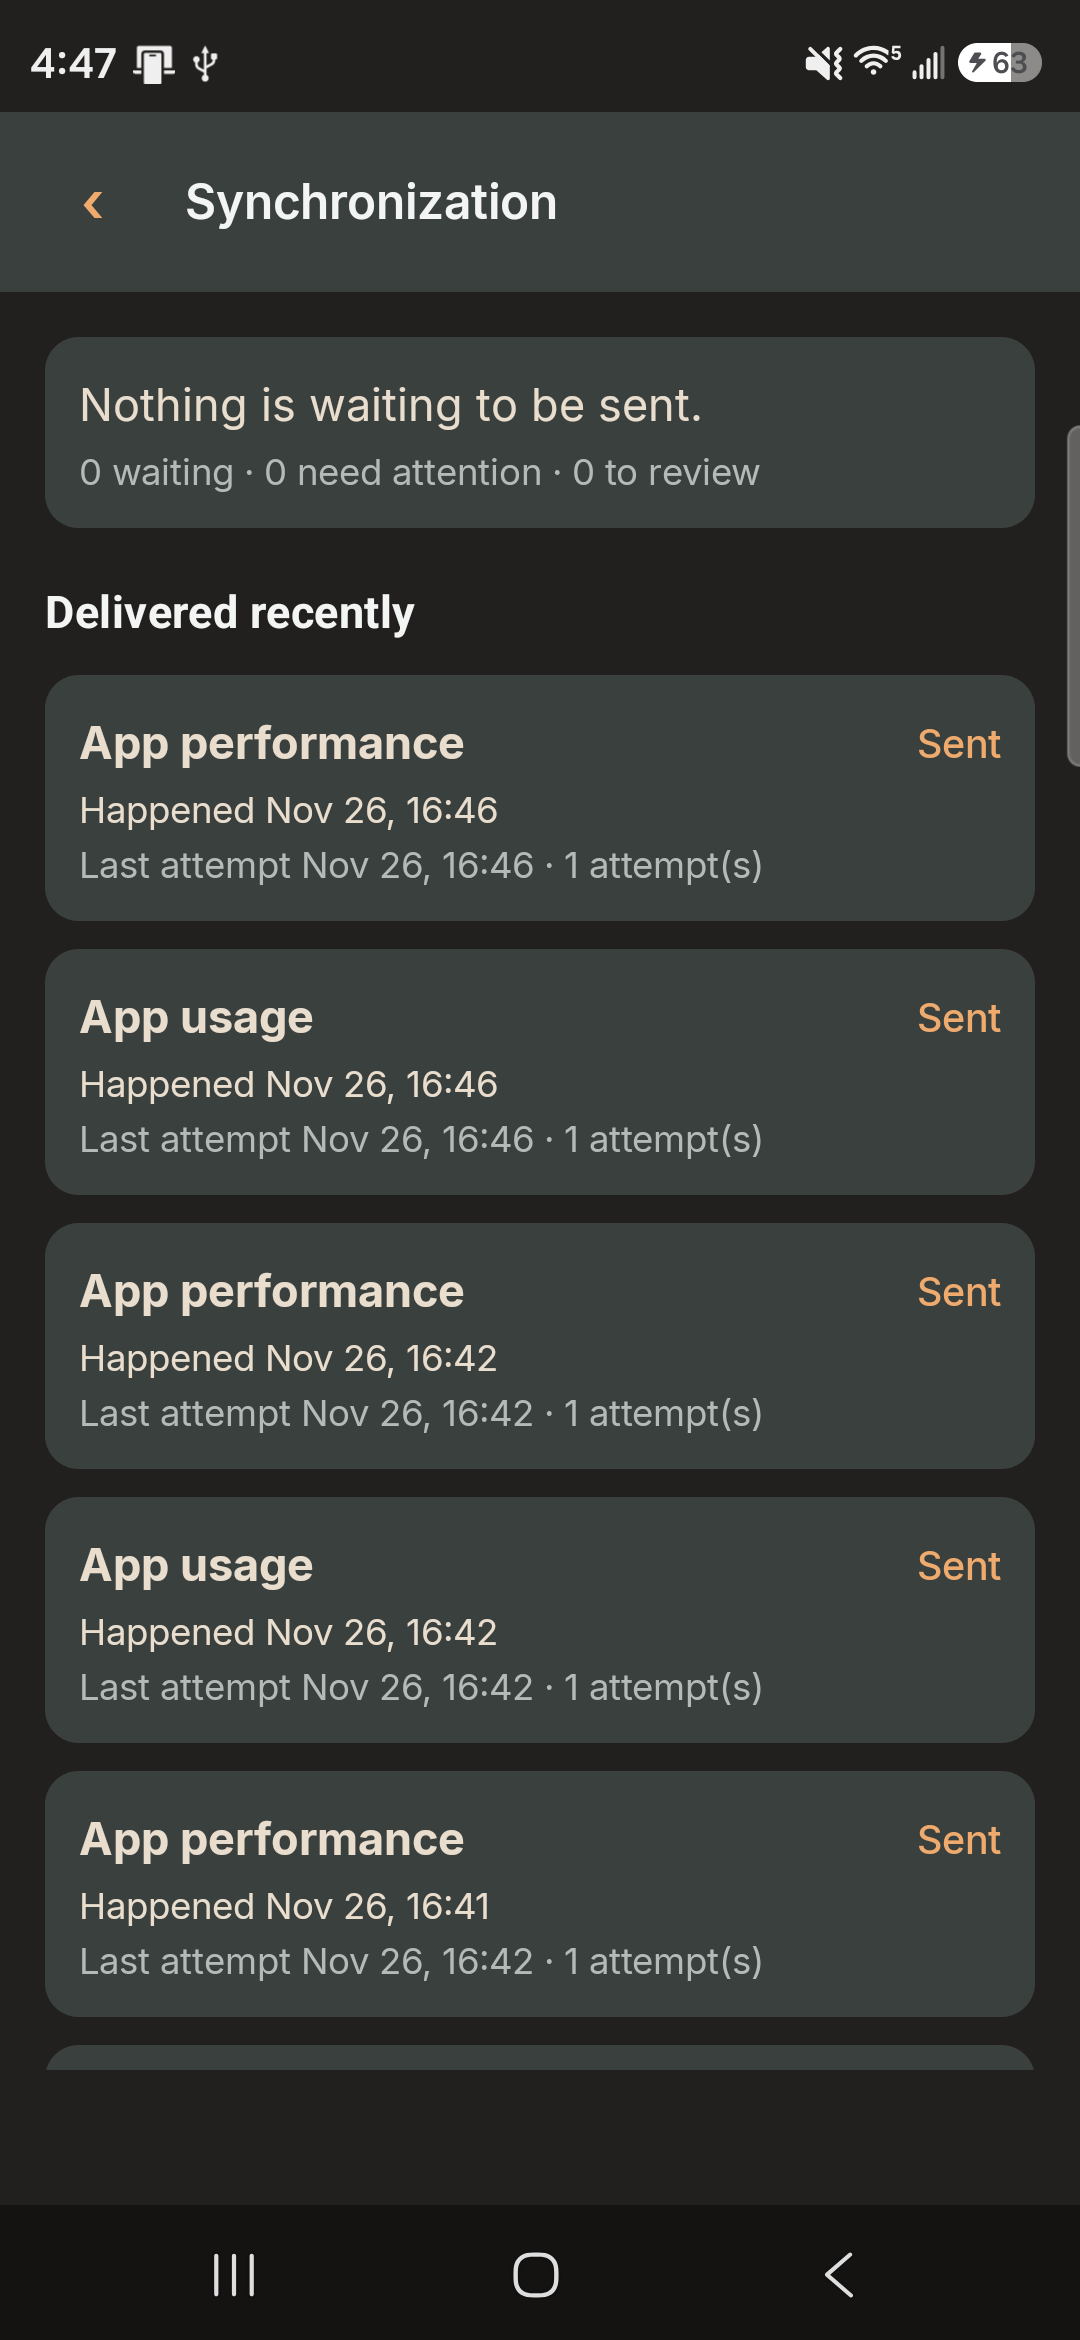 4:47
5
63
Synchronization
Nothing is waiting to be sent.
0 waiting · 0 need attention · 0 to review
Delivered recently
App performance
Sent
Happened Nov 26, 16:46
Last attempt Nov 26, 16:46 · 1 attempt(s)
App usage
Sent
Happened Nov 26, 16:46
Last attempt Nov 26, 16:46 · 1 attempt(s)
App performance
Sent
Happened Nov 26, 16:42
Last attempt Nov 26, 16:42 · 1 attempt(s)
App usage
Sent
Happened Nov 26, 16:42
Last attempt Nov 26, 16:42 · 1 attempt(s)
App performance
Sent
Happened Nov 26, 16:41
Last attempt Nov 26, 16:42 · 1 attempt(s)